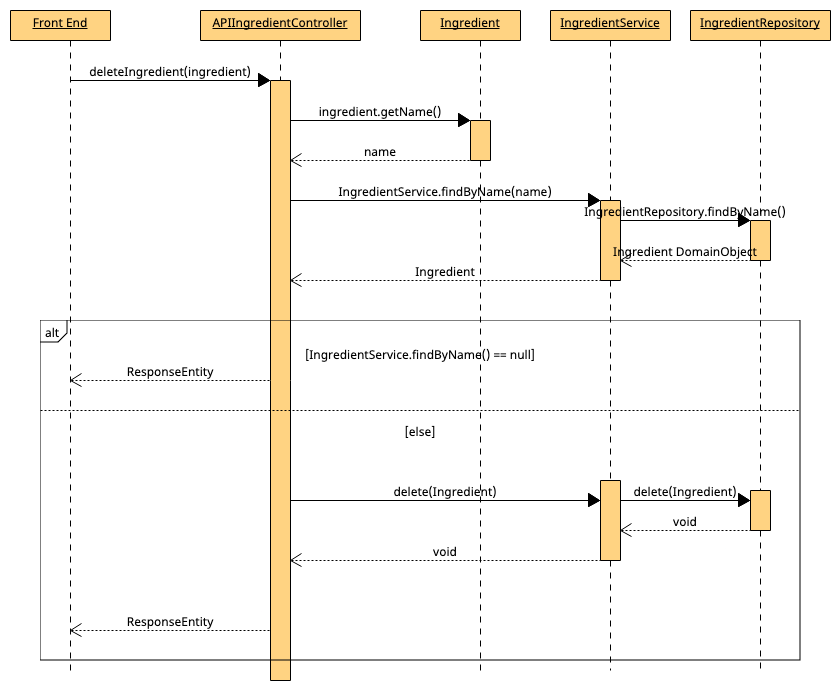 Front End
APIIngredientController
Ingredient
IngredientService
IngredientRepository
deleteIngredient(ingredient)
ingredient.getName()
name
IngredientService.findByName(name)
IngredientRepository.findByName()
Ingredient DomainObject
Ingredient
alt
[IngredientService.findByName() == null]
ResponseEntity
[else]
delete(Ingredient)
delete(Ingredient)
void
void
ResponseEntity